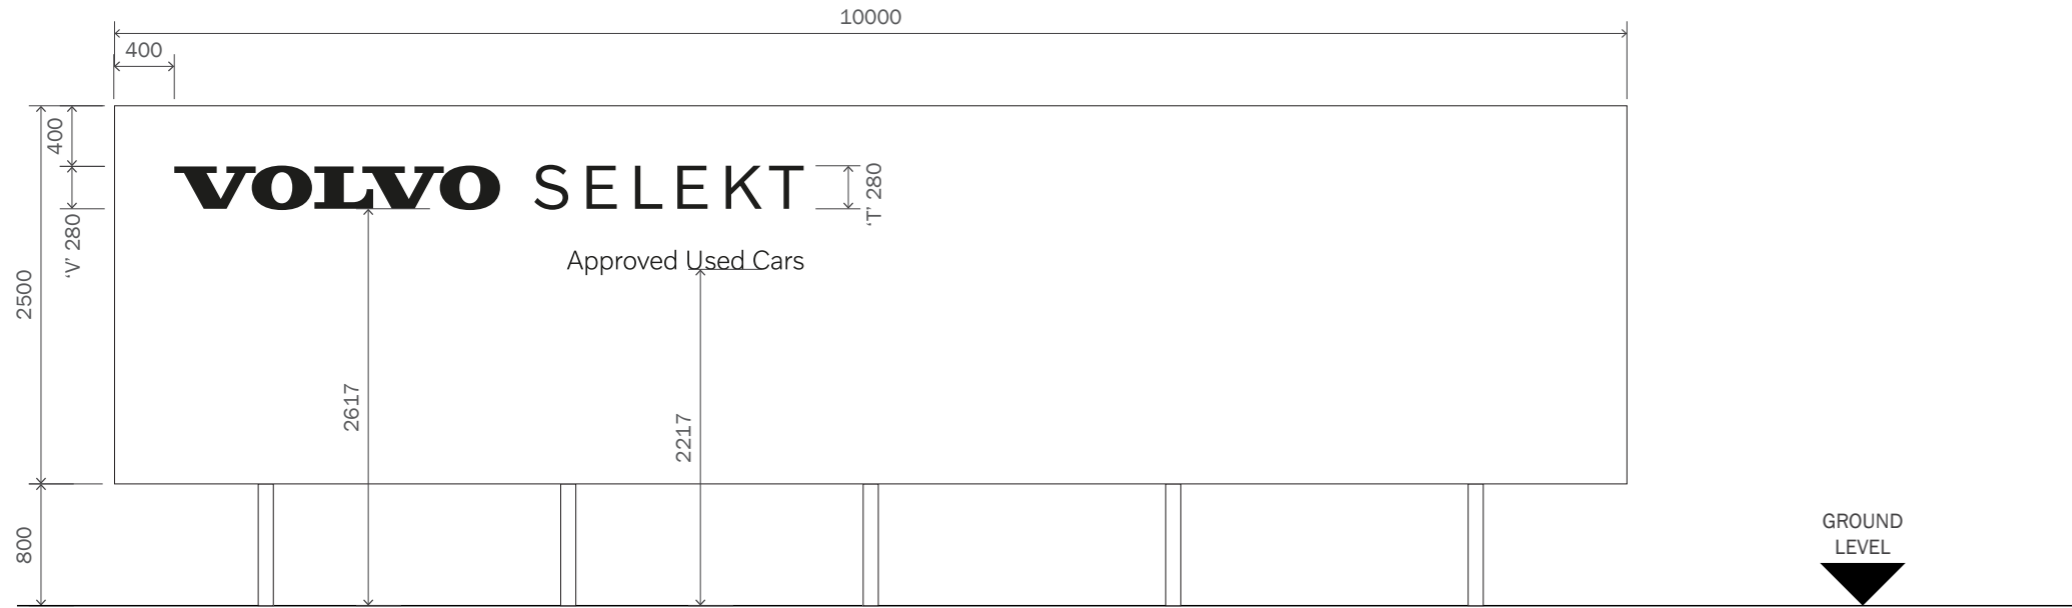 10000
400
400
VOLVO SELEKT
'T' 280
'V' 280
Approved Used Cars
2500
2617
2217
GROUND
LEVEL
800